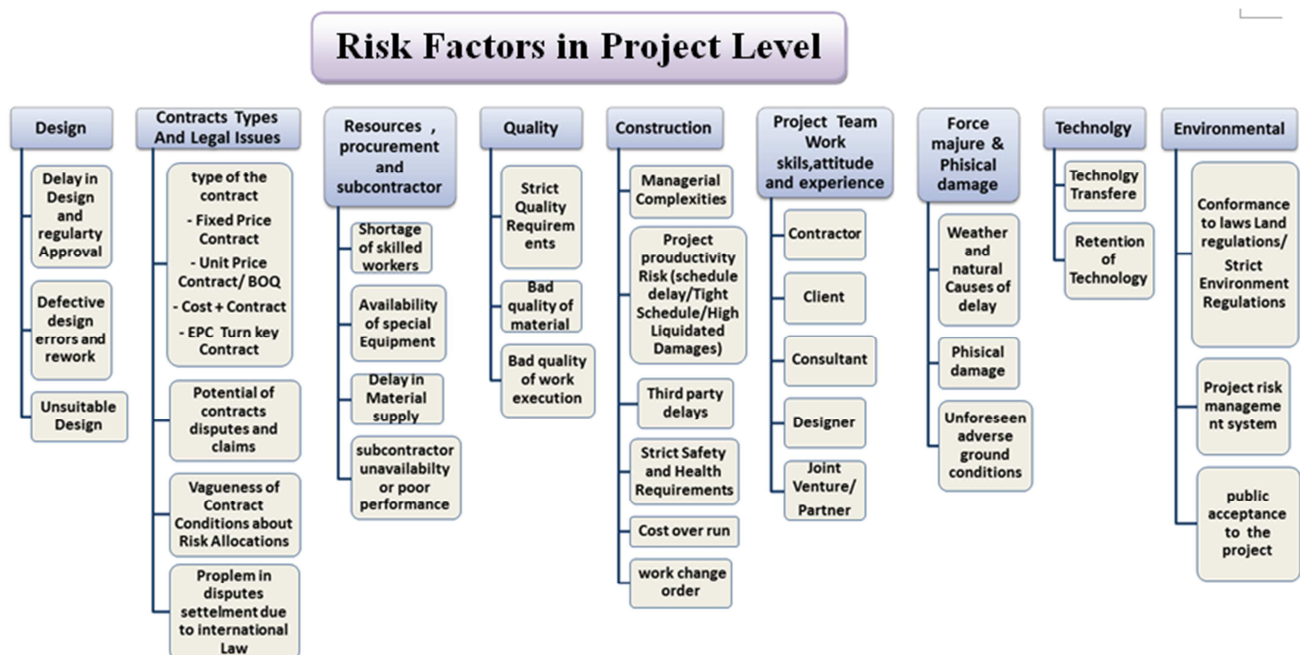 Risk Factors in Project Level
Design
Delay in
Design
and
regularty
Approval
Defective
design
errors and
rework
Unsuitable
Design
Contracts Types
And Legal Issues
type of the
contract
- Fixed Price
Contract
- Unit Price
Contract/ BOQ
- Cost + Contract
- EPC Turn key
Contract
Potential of
contracts
disputes and
claims
Vagueness of
Contract
Conditions about
Risk Allocations
Proplem in
disputes
settelment due
to international
Law
Resources ,
procurement
and
subcontractor
Shortage
of skilled
workers
Availability
of special
Equipment
Delay in
Material
supply
subcontractor
unavailabilty
or poor
performance
Quality
Strict
Quality
Requirem
ents
Bad
quality of
material
Bad quality
of work
execution
Construction
Managerial
Complexities
Project
prouductivity
Risk (schedule
delay/Tight
Schedule/High
Liquidated
Damages)
Third party
delays
Strict Safety
and Health
Requirements
Cost over run
work change
order
Project Team
Work
skils,attitude
and experience
Contractor
Client
Consultant
Designer
Joint
Venture/
Partner
Force
majure &
Phisical
damage
Weather
and
natural
Causes of
delay
Phisical
damage
Unforeseen
adverse
ground
conditions
Technolgy
Technolgy
Transfere
Retention
of
Technology
Environmental
Conformance
to laws Land
regulations/
Strict
Environment
Regulations
Project risk
manageme
nt system
public
acceptance
to the
project